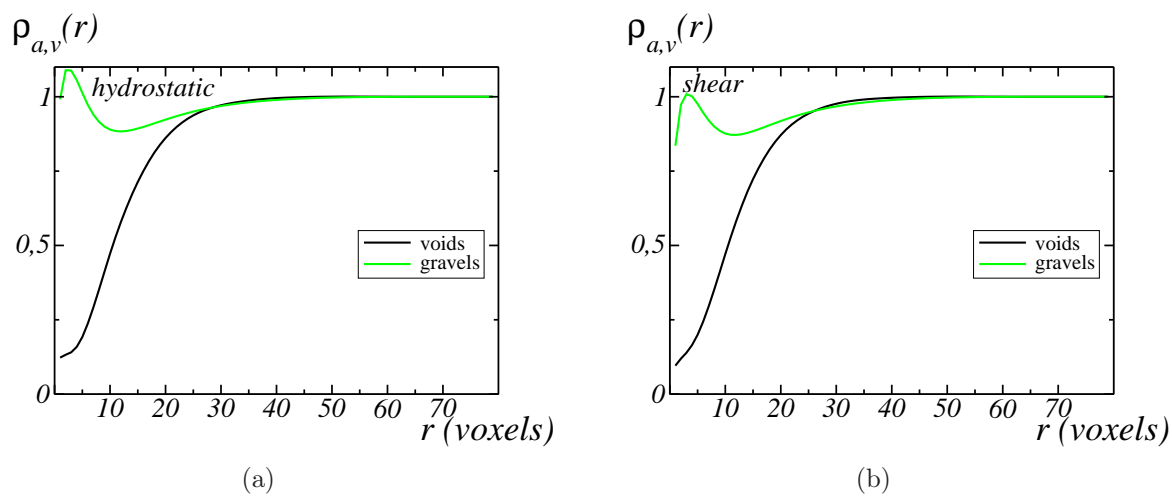 ρa,v(r)
hydrostatic
1
0,5
0
voids
gravels
10 20 30 40 50 60 70
r (voxels)
(a)
ρa,v(r)
shear
1
0,5
0
voids
gravels
10 20 30 40 50 60 70
r (voxels)
(b)